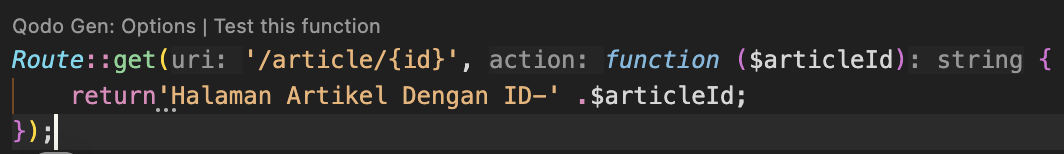 Qodo Gen: Options | Test this function
Route::get(uri: '/article/{id}', action: function ($articleId): string {
return'Halaman Artikel Dengan ID-' .$articleId;
});